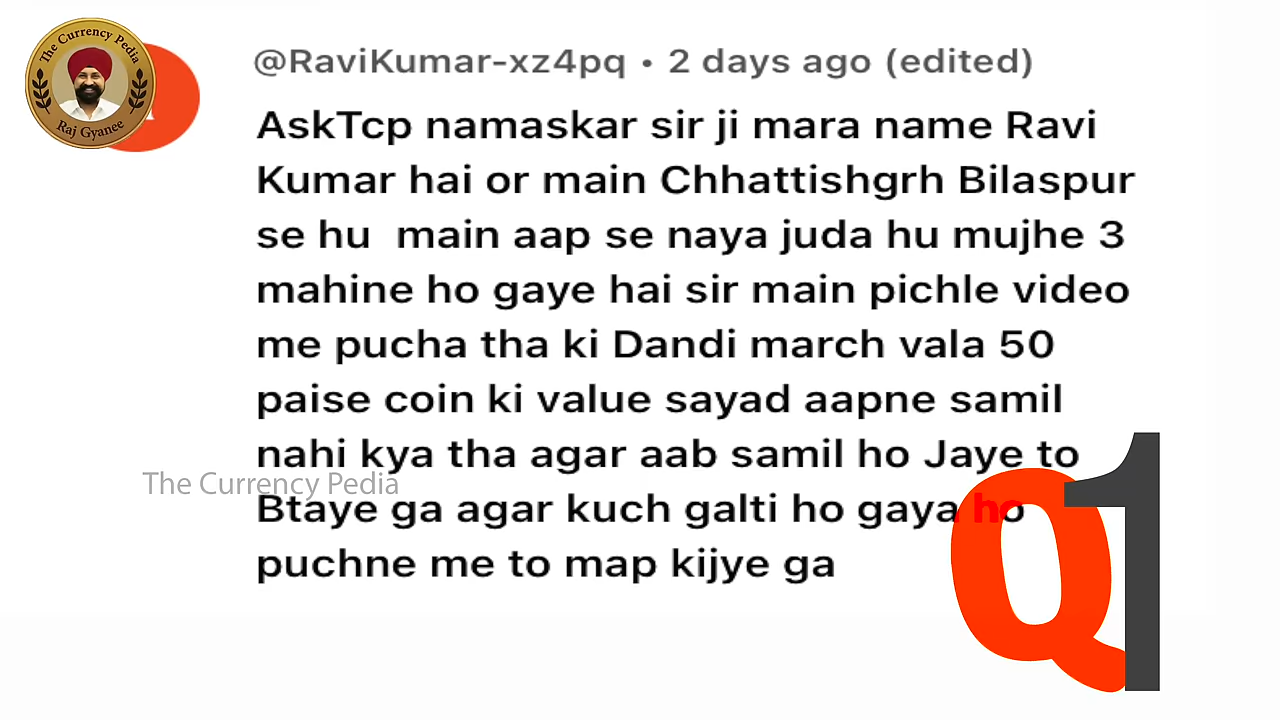 The Currency Pedia
Raj Gyanee
@RaviKumar-xz4pq • 2 days ago (edited)
AskTcp namaskar sir ji mara name Ravi
Kumar hai or main Chhattishgrh Bilaspur
se hu  main aap se naya juda hu mujhe 3
mahine ho gaye hai sir main pichle video
me pucha tha ki Dandi march vala 50
paise coin ki value sayad aapne samil
nahi kya tha agar aab samil ho Jaye to
The Currency Pedia
Btaye ga agar kuch galti ho gaya ho
puchne me to map kijye ga
Q1